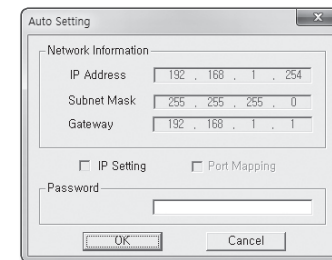 Auto Setting
Network Information
IP Address 192 . 168 . 1 . 254
Subnet Mask 255 . 255 . 255 . 0
Gateway 192 . 168 . 1 . 1
IP Setting Port Mapping
Password
OK Cancel